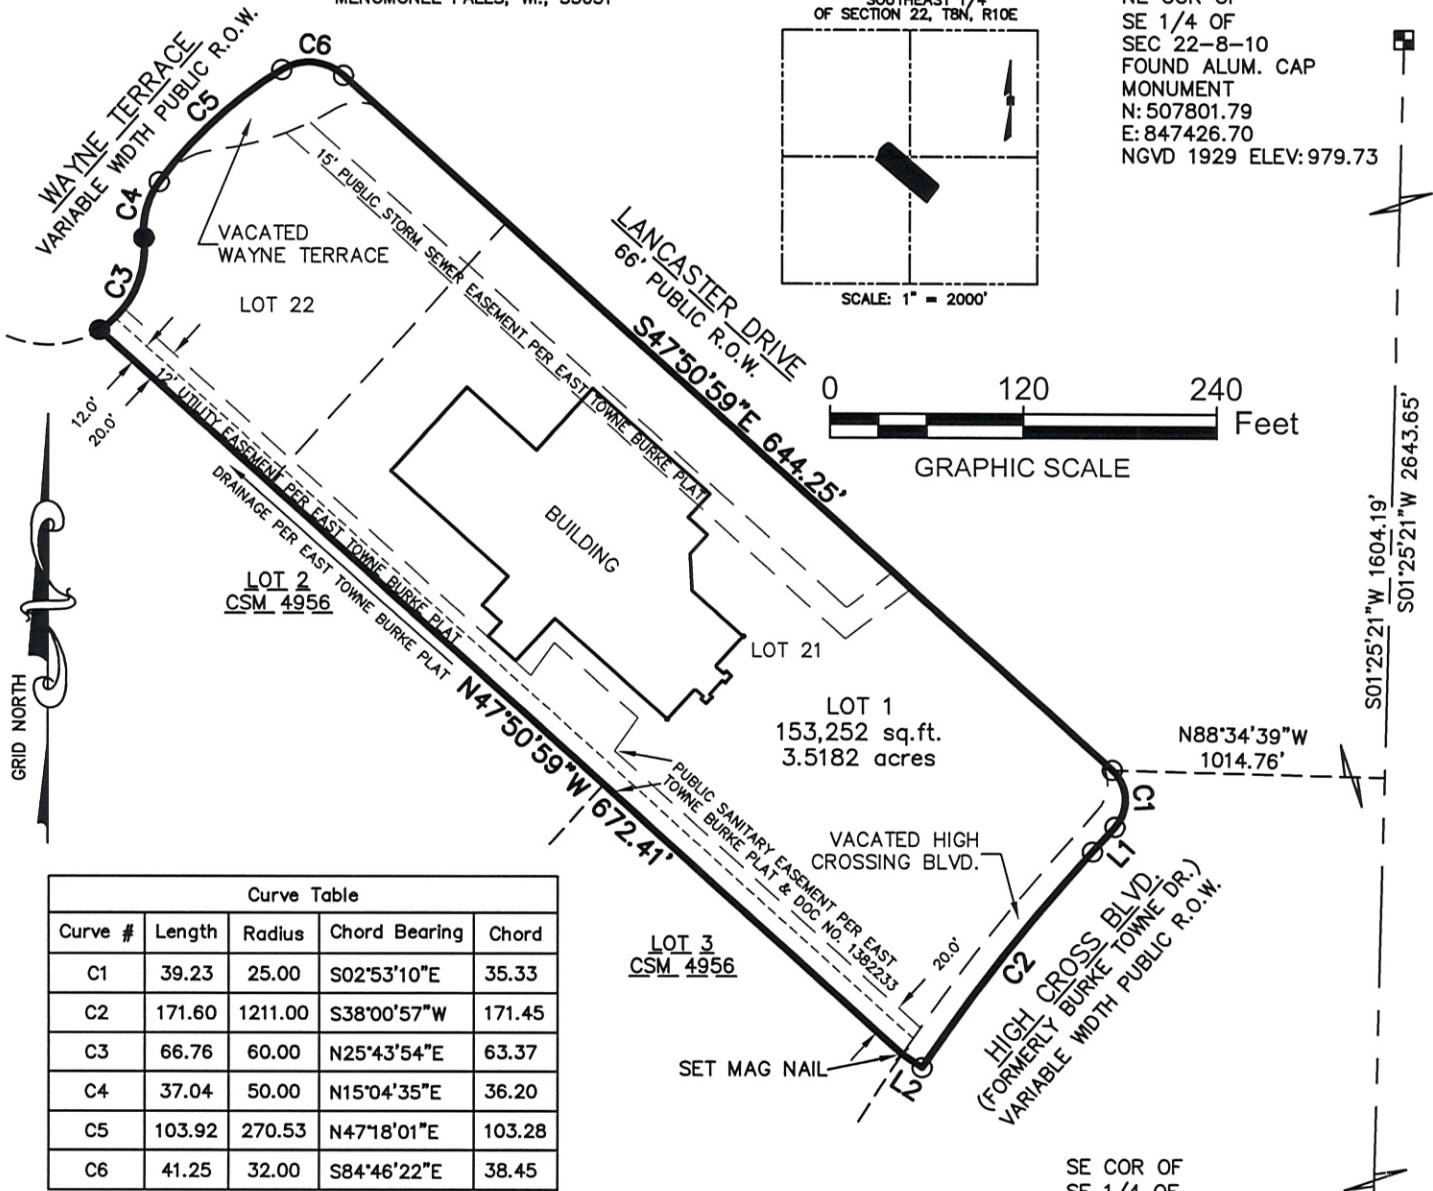 MENOMONEE FALLS, WI., 53051
SOUTHEAST 1/4
OF SECTION 22, T8N, R10E
SCALE: 1" = 2000'
NE COR OF
SE 1/4 OF
SEC 22-8-10
FOUND ALUM. CAP
MONUMENT
N: 507801.79
E: 847426.70
NGVD 1929 ELEV: 979.73
WAYNE TERRACE
VARIABLE WIDTH PUBLIC R.O.W.
C6
C5
C4
C3
VACATED
WAYNE TERRACE
LOT 22
15' PUBLIC STORM SEWER EASEMENT PER EAST TOWNE BURKE PLAT
LANCASTER DRIVE
66' PUBLIC R.O.W.
S47°50'59"E 644.25'
0 120 240
Feet
GRAPHIC SCALE
12.0'
20.0'
12' UTILITY EASEMENT PER EAST TOWNE BURKE PLAT
DRAINAGE PER EAST TOWNE BURKE PLAT
BUILDING
LOT 2
CSM 4956
GRID NORTH
N47°50'59"W 672.41'
LOT 21
LOT 1
153,252 sq.ft.
3.5182 acres
S01°25'21"W 1604.19'
S01°25'21"W 2643.65'
N88°34'39"W
1014.76'
C1
L1
PUBLIC SANITARY EASEMENT PER EAST
TOWNE BURKE PLAT & DOC NO. 1382233
VACATED HIGH
CROSSING BLVD.
LOT 3
CSM 4956
20.0'
C2
HIGH CROSS BLVD.
(FORMERLY BURKE TOWNE DR.)
VARIABLE WIDTH PUBLIC R.O.W.
SET MAG NAIL
L2
Curve Table
Curve # Length Radius Chord Bearing Chord
C1 39.23 25.00 S02°53'10"E 35.33
C2 171.60 1211.00 S38°00'57"W 171.45
C3 66.76 60.00 N25°43'54"E 63.37
C4 37.04 50.00 N15°04'35"E 36.20
C5 103.92 270.53 N47°18'01"E 103.28
C6 41.25 32.00 S84°46'22"E 38.45
SE COR OF
SE 1/4 OF